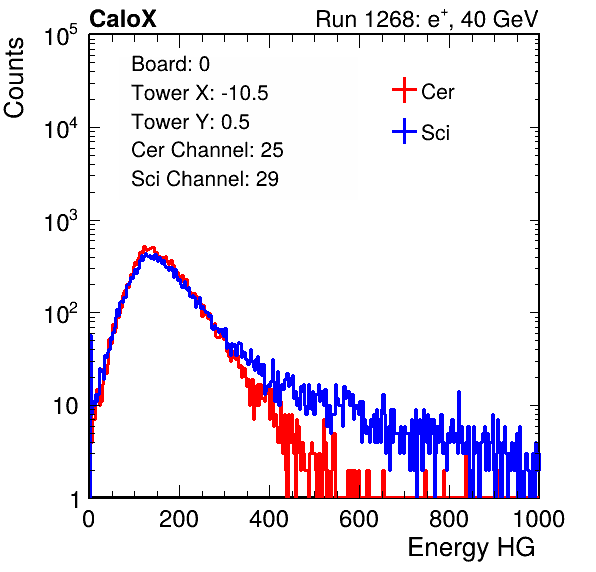 CaloX Run 1268: e⁺, 40 GeV
Counts
Board: 0
Tower X: -10.5
Tower Y: 0.5
Cer Channel: 25
Sci Channel: 29
Cer
Sci
10⁵
10⁴
10³
10²
10
1
0 200 400 600 800 1000
Energy HG